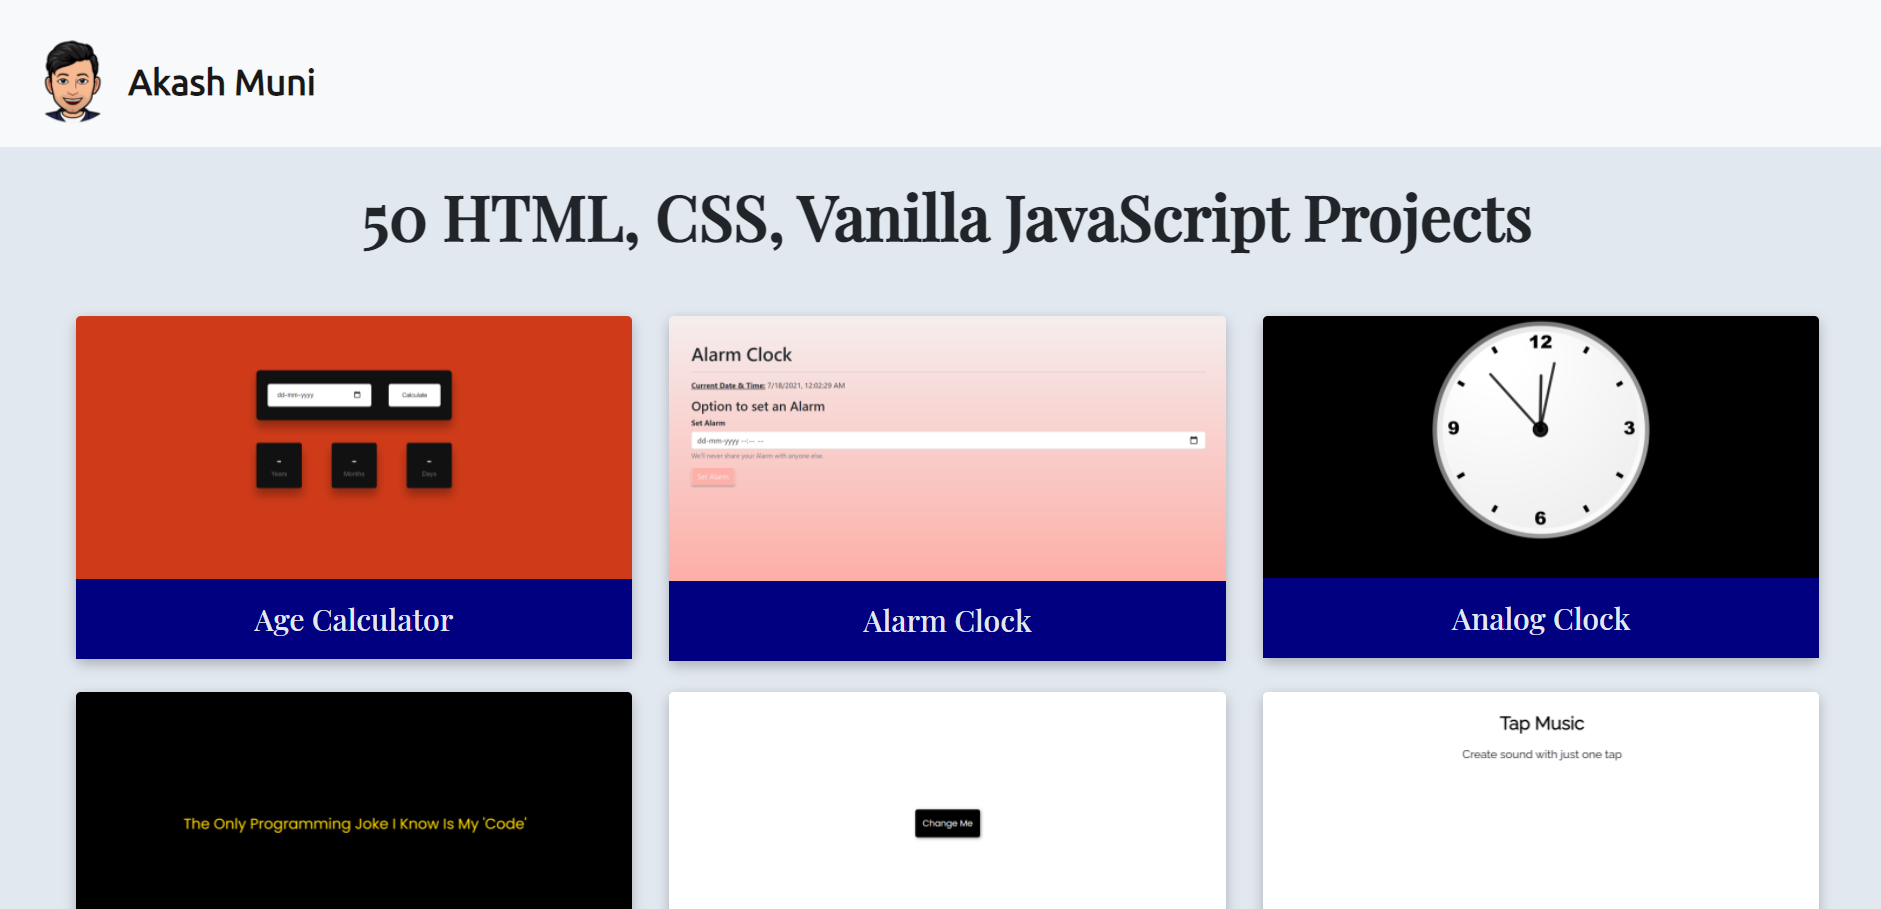 Akash Muni
50 HTML, CSS, Vanilla JavaScript Projects
dd-mm-yyyy
Calculate
-
Years
-
Months
-
Days
Age Calculator
Alarm Clock
Current Date & Time: 7/18/2021, 12:02:29 AM
Option to set an Alarm
Set Alarm
dd-mm-yyyy --:-- --
We'll never share your Alarm with anyone else.
Set Alarm
Alarm Clock
12
9
3
6
Analog Clock
The Only Programming Joke I Know Is My 'Code'
Change Me
Tap Music
Create sound with just one tap